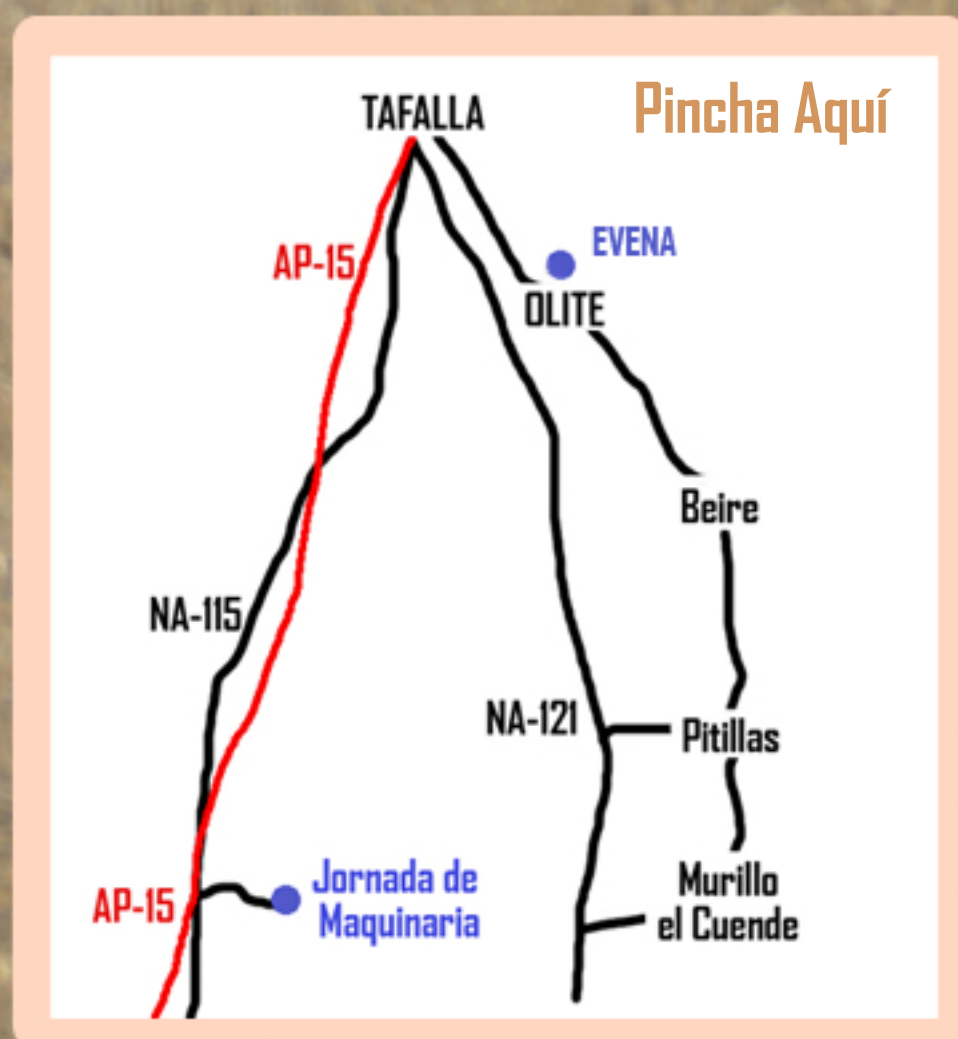 Pincha Aquí
TAFALLA
EVENA
AP-15
OLITE
Beire
NA-115
NA-121
Pitillas
Jornada de
Maquinaria
AP-15
Murillo
el Cuende